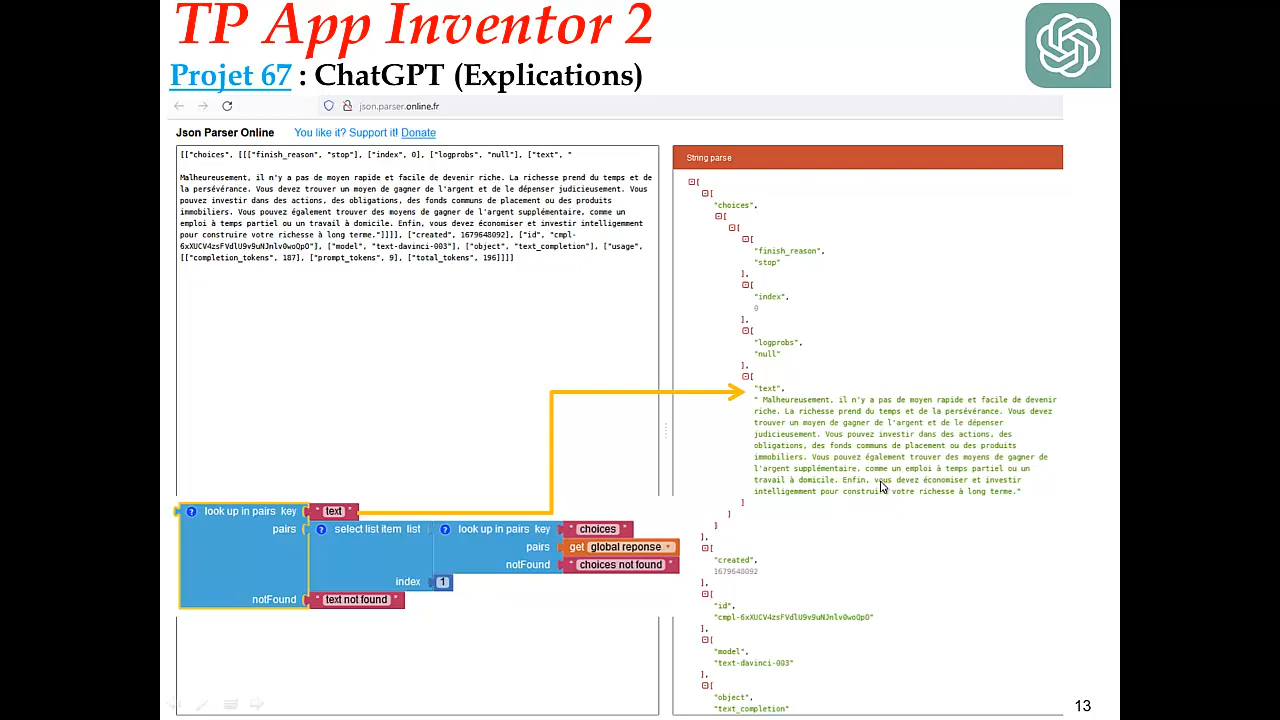 TP App Inventor 2
Projet 67 : ChatGPT (Explications)
json.parser.online.fr
Json Parser Online You like it? Support it! Donate
[["choices", [[["finish_reason", "stop"], ["index", 0], ["logprobs", "null"], ["text", "
Malheureusement, il n'y a pas de moyen rapide et facile de devenir riche. La richesse prend du temps et de
la persévérance. Vous devez trouver un moyen de gagner de l'argent et de le dépenser judicieusement. Vous
pouvez investir dans des actions, des obligations, des fonds communs de placement ou des produits
immobiliers. Vous pouvez également trouver des moyens de gagner de l'argent supplémentaire, comme un
emploi à temps partiel ou un travail à domicile. Enfin, vous devez économiser et investir intelligemment
pour construire votre richesse à long terme."]]]], ["created", 1679648092], ["id", "cmpl-
6xXUCV4zsFVdlU9v9uNJnlv0woQpO"], ["model", "text-davinci-003"], ["object", "text_completion"], ["usage",
[["completion_tokens", 187], ["prompt_tokens", 9], ["total_tokens", 196]]]]
String parse
[
[
"choices",
[
[
[
"finish_reason",
"stop"
],
[
"index",
0
],
[
"logprobs",
"null"
],
[
"text",
" Malheureusement, il n'y a pas de moyen rapide et facile de devenir
riche. La richesse prend du temps et de la persévérance. Vous devez
trouver un moyen de gagner de l'argent et de le dépenser
judicieusement. Vous pouvez investir dans des actions, des
obligations, des fonds communs de placement ou des produits
immobiliers. Vous pouvez également trouver des moyens de gagner de
l'argent supplémentaire, comme un emploi à temps partiel ou un
travail à domicile. Enfin, vous devez économiser et investir
intelligemment pour construire votre richesse à long terme."
]
]
],
[
"created",
1679648092
],
[
"id",
"cmpl-6xXUCV4zsFVdlU9v9uNJnlv0woQpO"
],
[
"model",
"text-davinci-003"
],
[
"object",
"text_completion"
? look up in pairs key " text "
pairs ? select list item list ? look up in pairs key " choices "
pairs get global reponse
notFound " choices not found "
index 1
notFound " text not found "
13